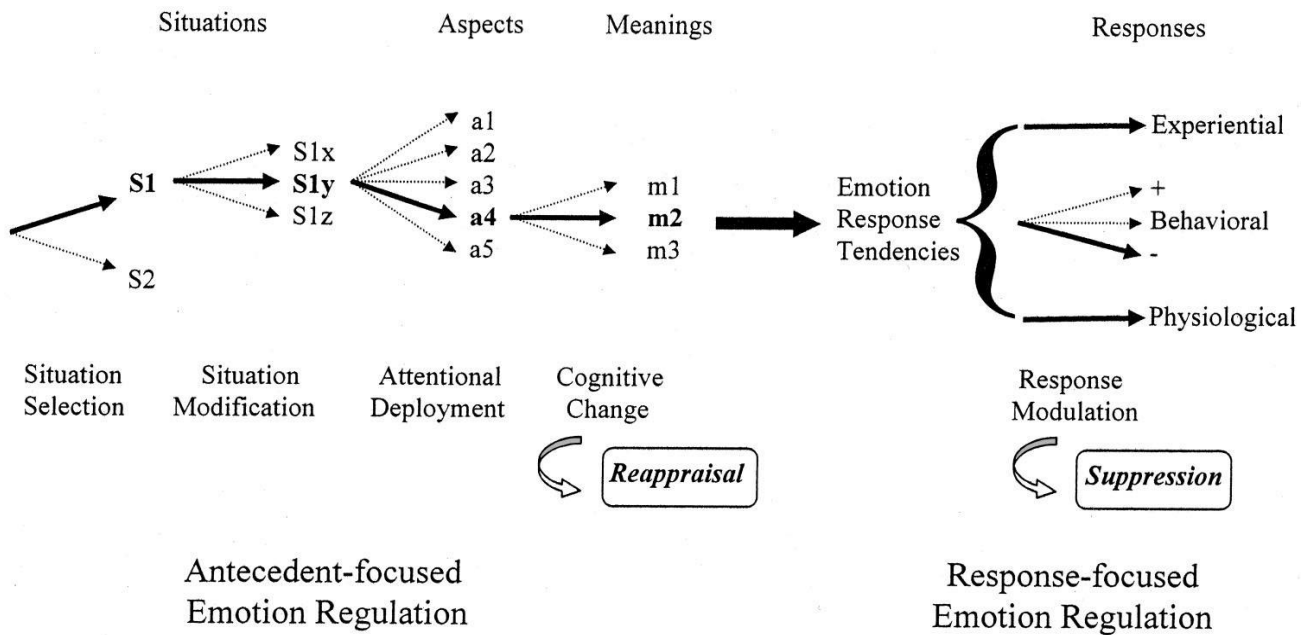 Situations
Aspects
Meanings
Responses
S1
S2
S1x
S1y
S1z
a1
a2
a3
a4
a5
m1
m2
m3
Emotion
Response
Tendencies
Experiential
+
Behavioral
-
Physiological
Situation
Selection
Situation
Modification
Attentional
Deployment
Cognitive
Change
Reappraisal
Response
Modulation
Suppression
Antecedent-focused
Emotion Regulation
Response-focused
Emotion Regulation